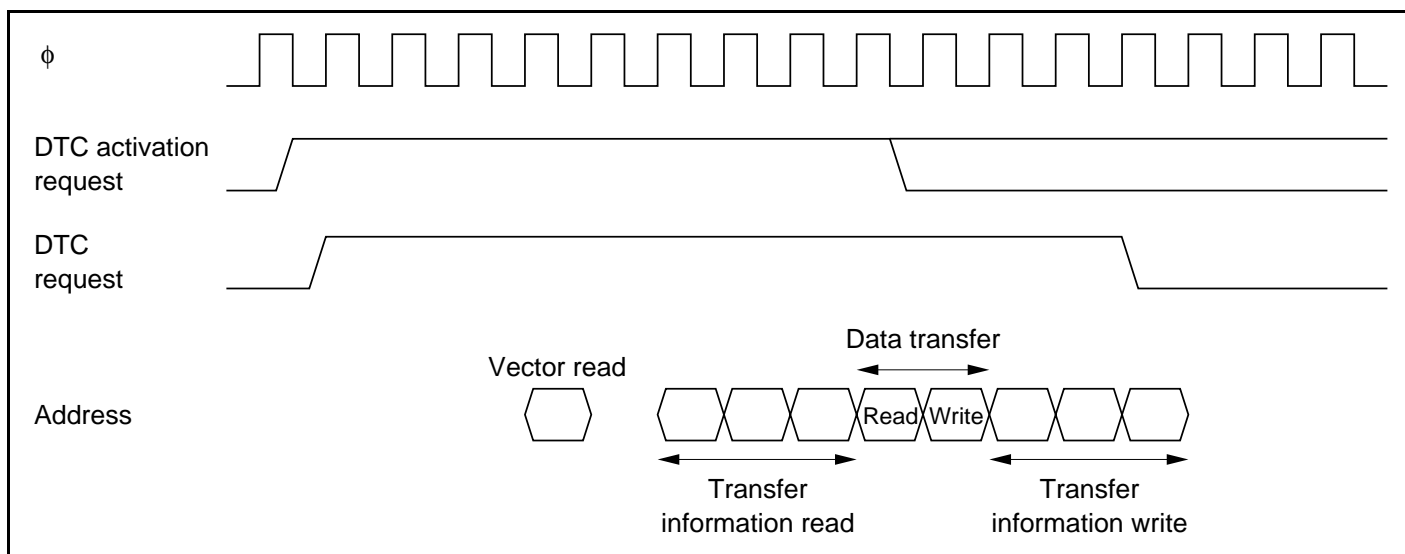 ϕ
DTC activation
request
DTC
request
Data transfer
Vector read
Address
Read
Write
Transfer
information read
Transfer
information write